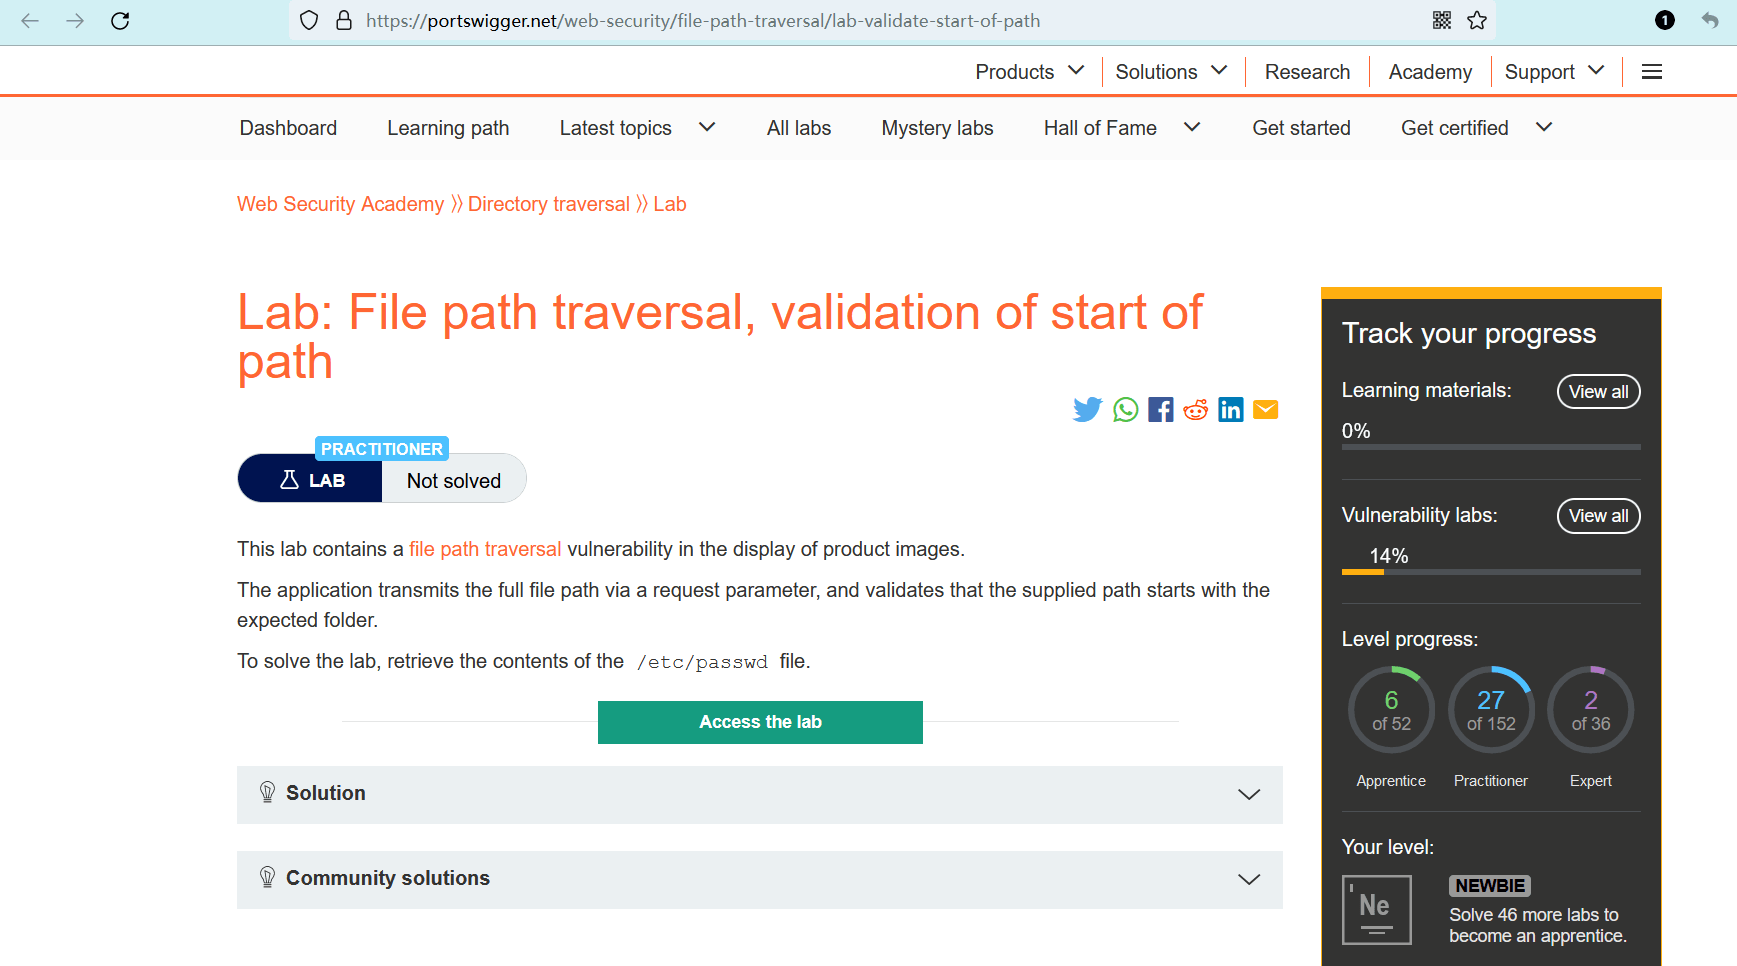 https://portswigger.net/web-security/file-path-traversal/lab-validate-start-of-path
1
Products Solutions Research Academy Support
Dashboard Learning path Latest topics All labs Mystery labs Hall of Fame Get started Get certified
Web Security Academy 》 Directory traversal 》 Lab
Lab: File path traversal, validation of start of
path
PRACTITIONER
LAB Not solved
This lab contains a file path traversal vulnerability in the display of product images.
The application transmits the full file path via a request parameter, and validates that the supplied path starts with the
expected folder.
To solve the lab, retrieve the contents of the /etc/passwd file.
Access the lab
Solution
Community solutions
Track your progress
Learning materials: View all
0%
Vulnerability labs: View all
14%
Level progress:
6 27 2
of 52 of 152 of 36
Apprentice Practitioner Expert
Your level:
Ne
NEWBIE
Solve 46 more labs to
become an apprentice.